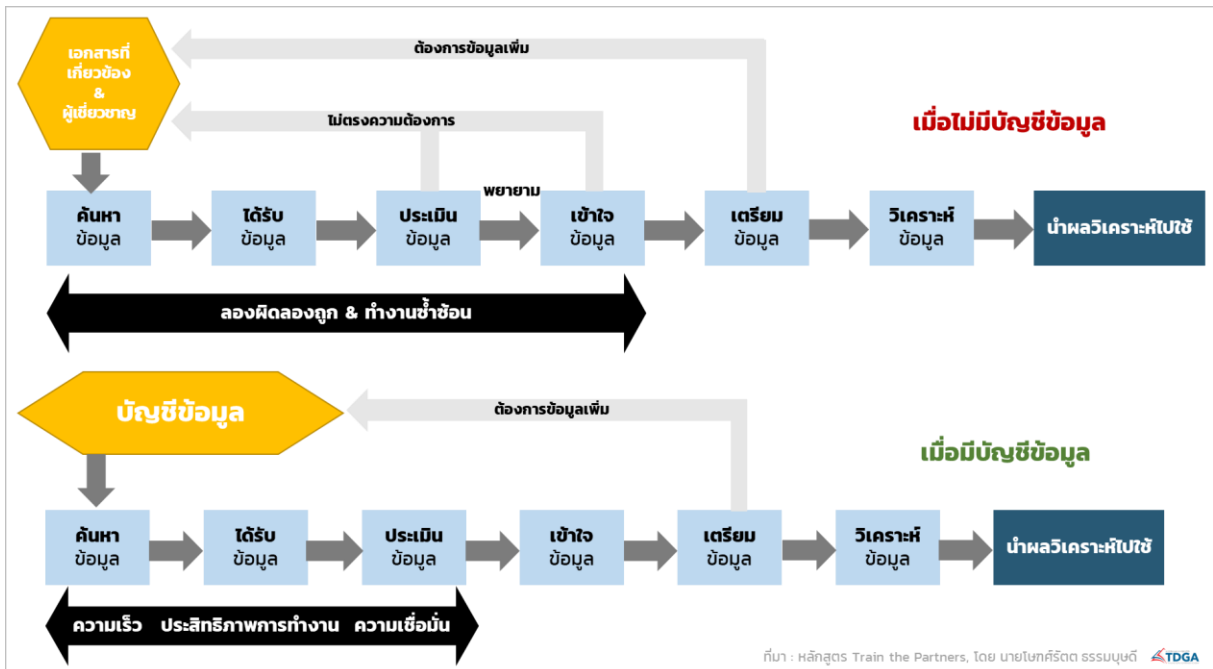 เอกสารที่
เกี่ยวข้อง
&
ผู้เชี่ยวชาญ
ต้องการข้อมูลเพิ่ม
ไม่ตรงความต้องการ
เมื่อไม่มีบัญชีข้อมูล
พยายาม
ค้นหา
ข้อมูล
ได้รับ
ข้อมูล
ประเมิน
ข้อมูล
เข้าใจ
ข้อมูล
เตรียม
ข้อมูล
วิเคราะห์
ข้อมูล
นำผลวิเคราะห์ไปใช้
ลองผิดลองถูก & ทำงานซ้ำซ้อน
บัญชีข้อมูล
ต้องการข้อมูลเพิ่ม
เมื่อมีบัญชีข้อมูล
ค้นหา
ข้อมูล
ได้รับ
ข้อมูล
ประเมิน
ข้อมูล
เข้าใจ
ข้อมูล
เตรียม
ข้อมูล
วิเคราะห์
ข้อมูล
นำผลวิเคราะห์ไปใช้
ความเร็ว ประสิทธิภาพการทำงาน ความเชื่อมั่น
ที่มา : หลักสูตร Train the Partners, โดย นายโษฑศ์รัตต ธรรมบุษดี TDGA